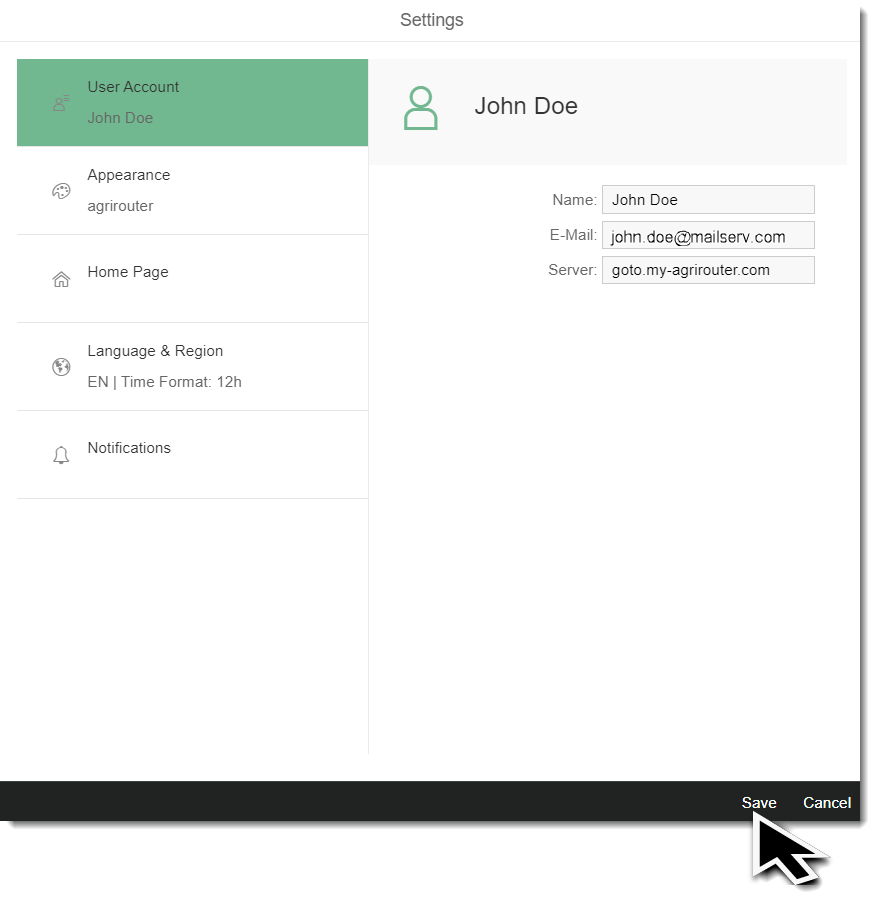 Settings
User Account
John Doe
Appearance
agrirouter
Home Page
Language & Region
EN | Time Format: 12h
Notifications
John Doe
Name: John Doe
E-Mail: john.doe@mailserv.com
Server: goto.my-agrirouter.com
Save Cancel